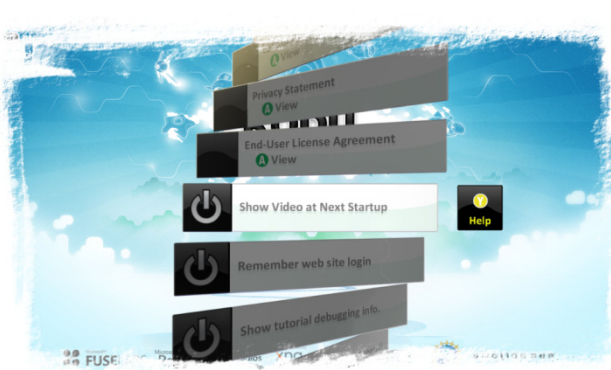 A View
Privacy Statement
A View
End-User License Agreement
A View
Show Video at Next Startup
Y
Help
Remember web site login
Show tutorial debugging info.
Microsoft
FUSE